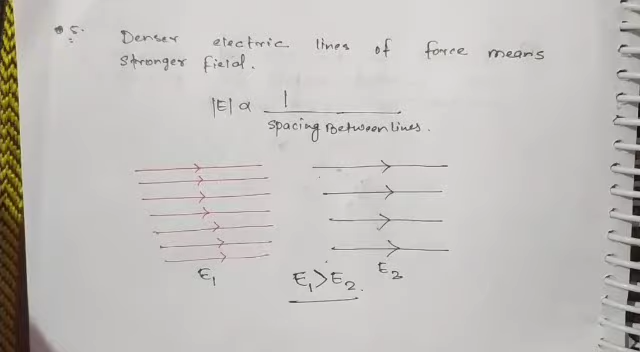 5.
Denser electric lines of force means
stronger field.
|E| ∝ 1
spacing Between lines.
E₁
E₂
E₁>E₂.